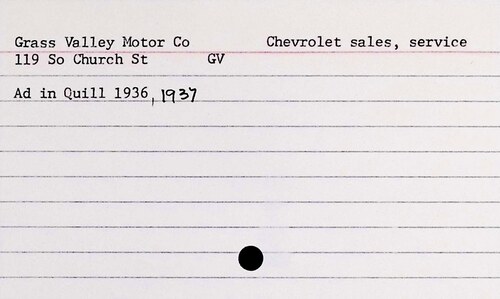 Grass Valley Motor Co Chevrolet sales, service
119 So Church St GV
Ad in Quill 1936, 1937